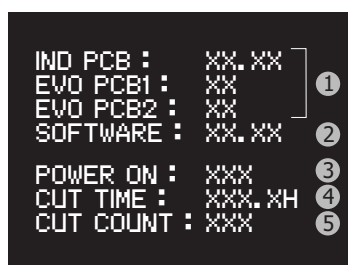 IND PCB : XX.XX
EVO PCB1 : XX
EVO PCB2 : XX
1
SOFTWARE : XX.XX 2
POWER ON : XXX 3
CUT TIME : XXX.XH 4
CUT COUNT : XXX 5